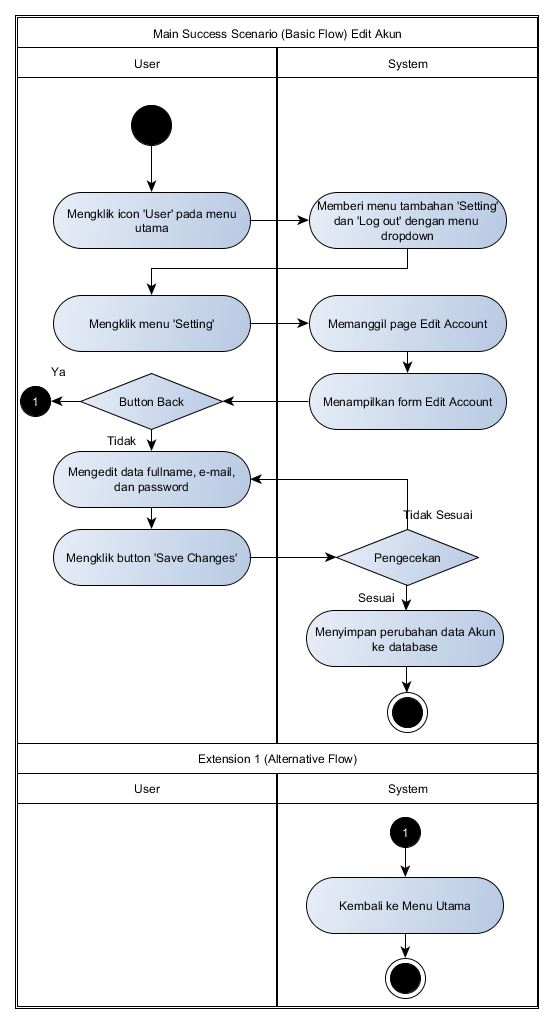 Main Success Scenario (Basic Flow) Edit Akun
User
System
Mengklik icon 'User' pada menu
utama
Memberi menu tambahan 'Setting'
dan 'Log out' dengan menu
dropdown
Mengklik menu 'Setting'
Memanggil page Edit Account
Ya
1
Button Back
Menampilkan form Edit Account
Tidak
Mengedit data fullname, e-mail,
dan password
Tidak Sesuai
Mengklik button 'Save Changes'
Pengecekan
Sesuai
Menyimpan perubahan data Akun
ke database
Extension 1 (Alternative Flow)
User
System
1
Kembali ke Menu Utama